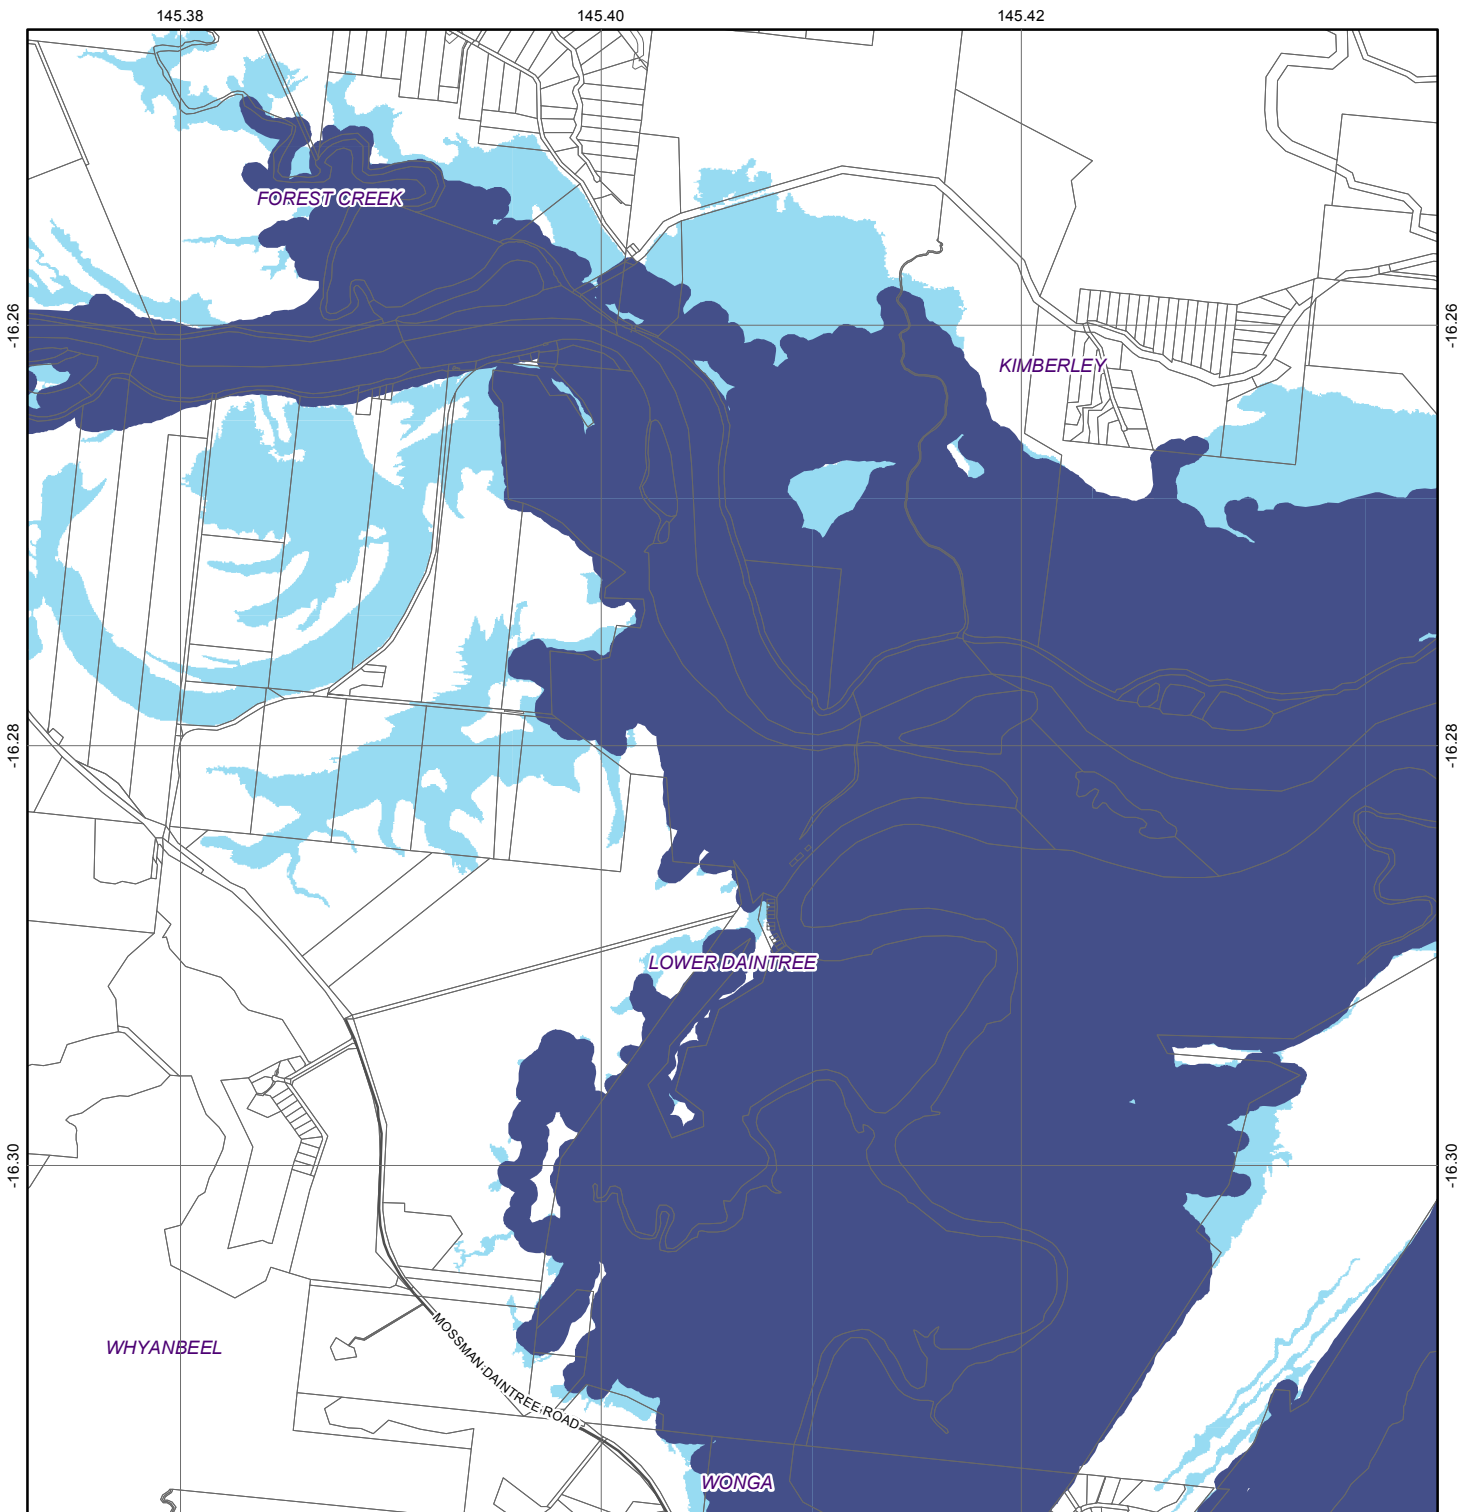 145.38
145.40
145.42
FOREST CREEK
-16.26
-16.26
KIMBERLEY
-16.28
-16.28
LOWER DAINTREE
-16.30
-16.30
WHYANBEEL
MOSSMAN-DAINTREE ROAD
WONGA